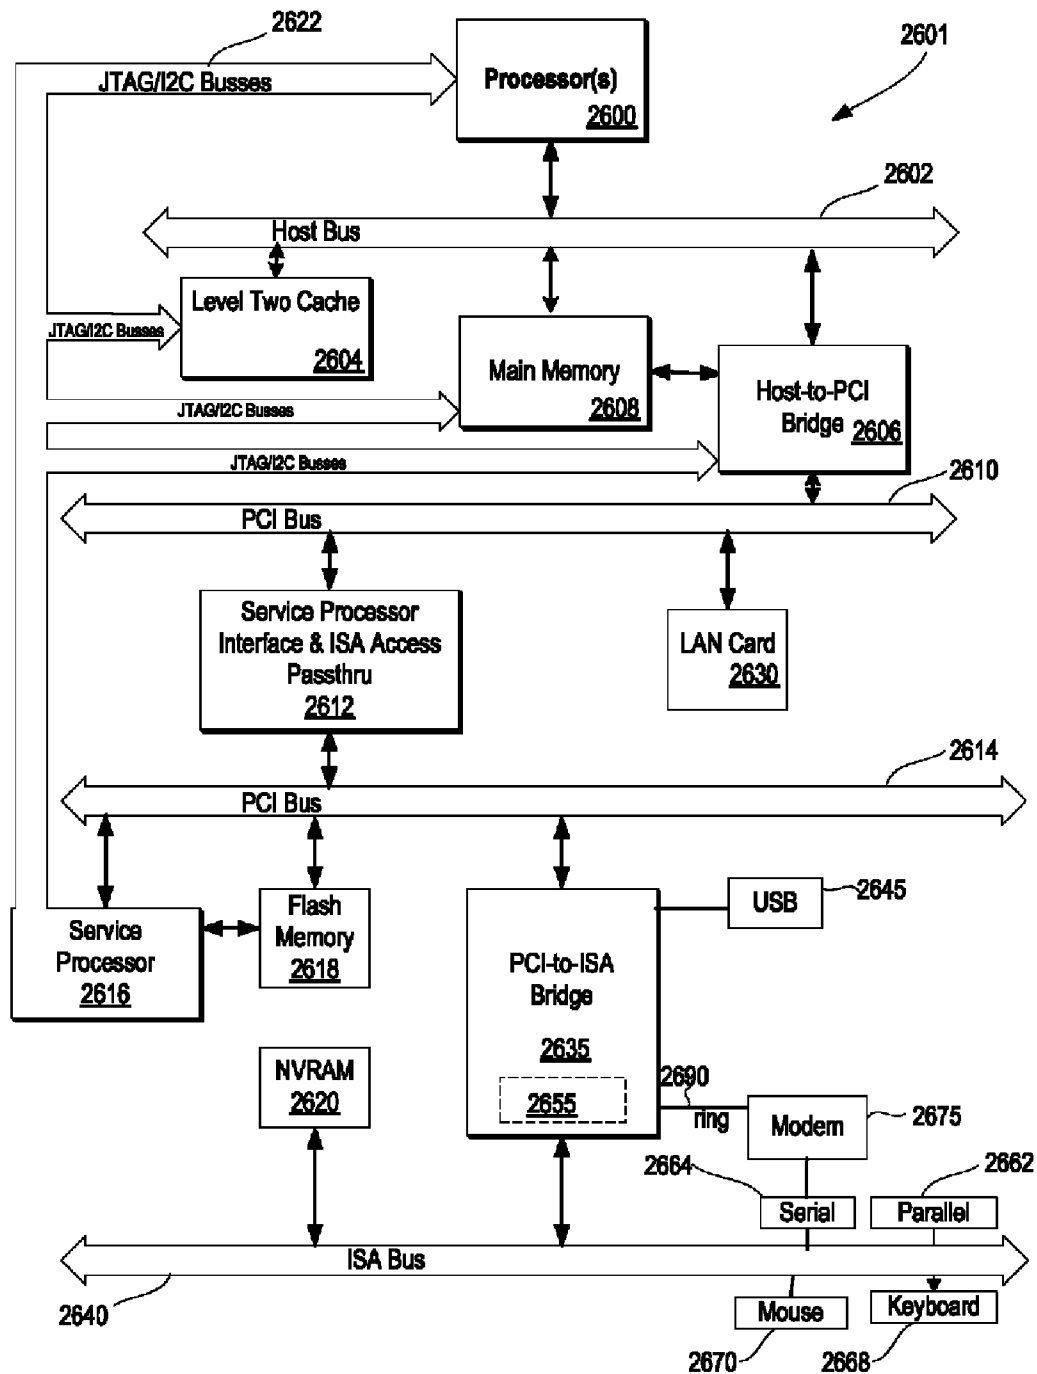 2622
2601
JTAG/I2C Busses
Processor(s)
2600
2602
Host Bus
Level Two Cache
2604
JTAG/I2C Busses
Main Memory
2608
Host-to-PCI
Bridge 2606
JTAG/I2C Busses
JTAG/I2C Busses
2610
PCI Bus
Service Processor
Interface & ISA Access
Passthru
2612
LAN Card
2630
2614
PCI Bus
Service
Processor
2616
Flash
Memory
2618
PCI-to-ISA
Bridge
2635
2655
USB
2645
NVRAM
2620
2690
ring
Modem
2675
2664
2662
Serial
Parallel
ISA Bus
2640
Mouse
Keyboard
2670
2668